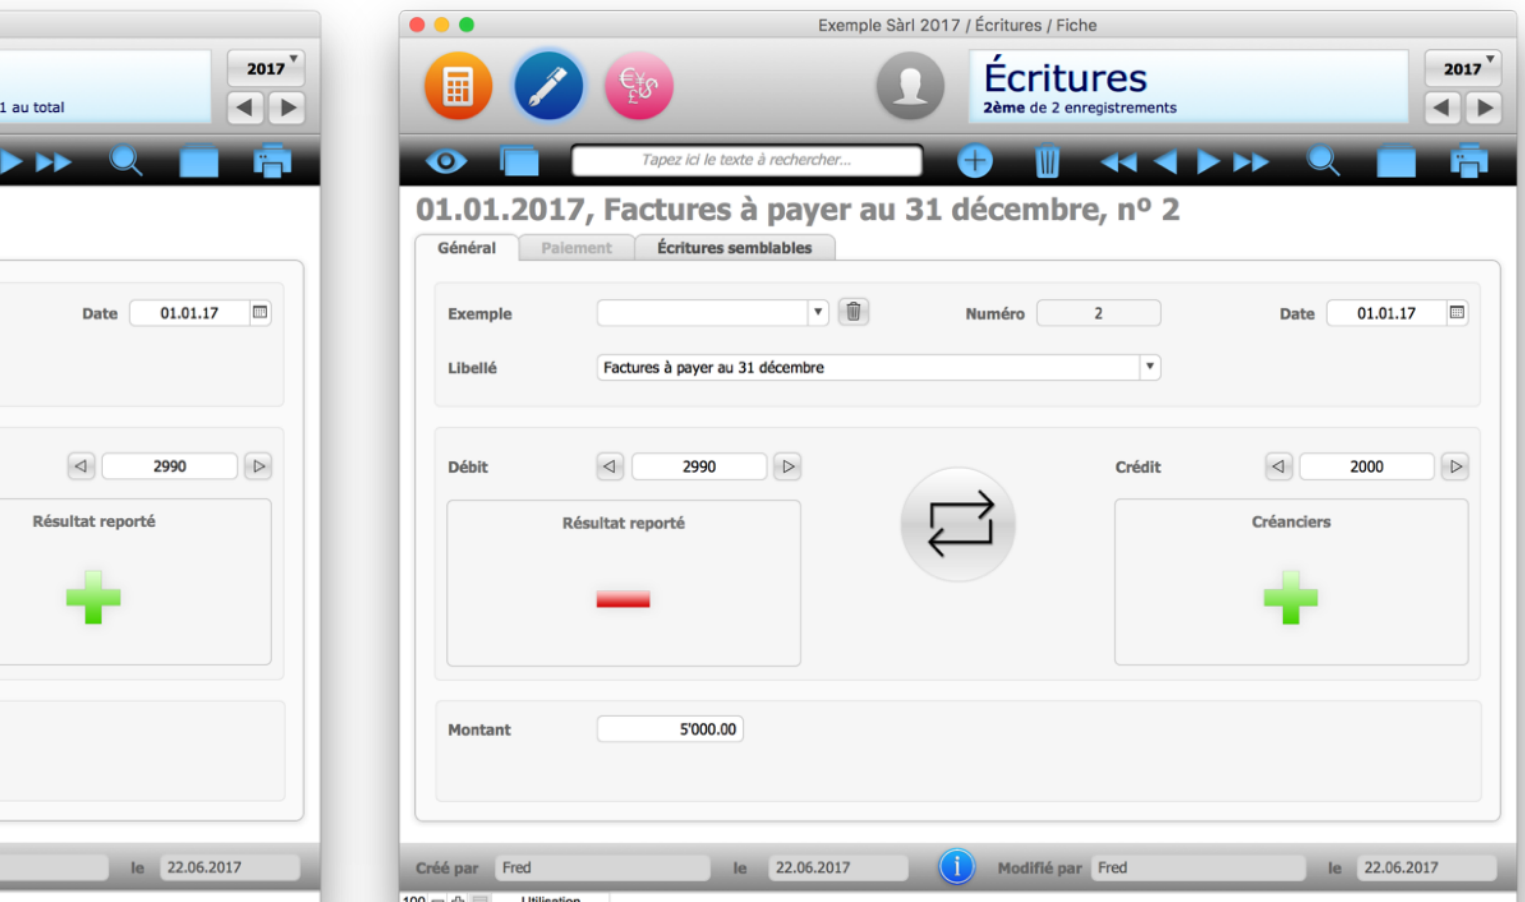 2017
1 au total
Date 01.01.17
2990
Résultat reporté
le 22.06.2017
Exemple Sàrl 2017 / Écritures / Fiche
Écritures
2ème de 2 enregistrements
2017
Tapez ici le texte à rechercher...
01.01.2017, Factures à payer au 31 décembre, nº 2
Général Paiement Écritures semblables
Exemple Numéro 2 Date 01.01.17
Libellé Factures à payer au 31 décembre
Débit 2990 Crédit 2000
Résultat reporté Créanciers
Montant 5'000.00
Créé par Fred le 22.06.2017 Modifié par Fred le 22.06.2017
100 Utilisation